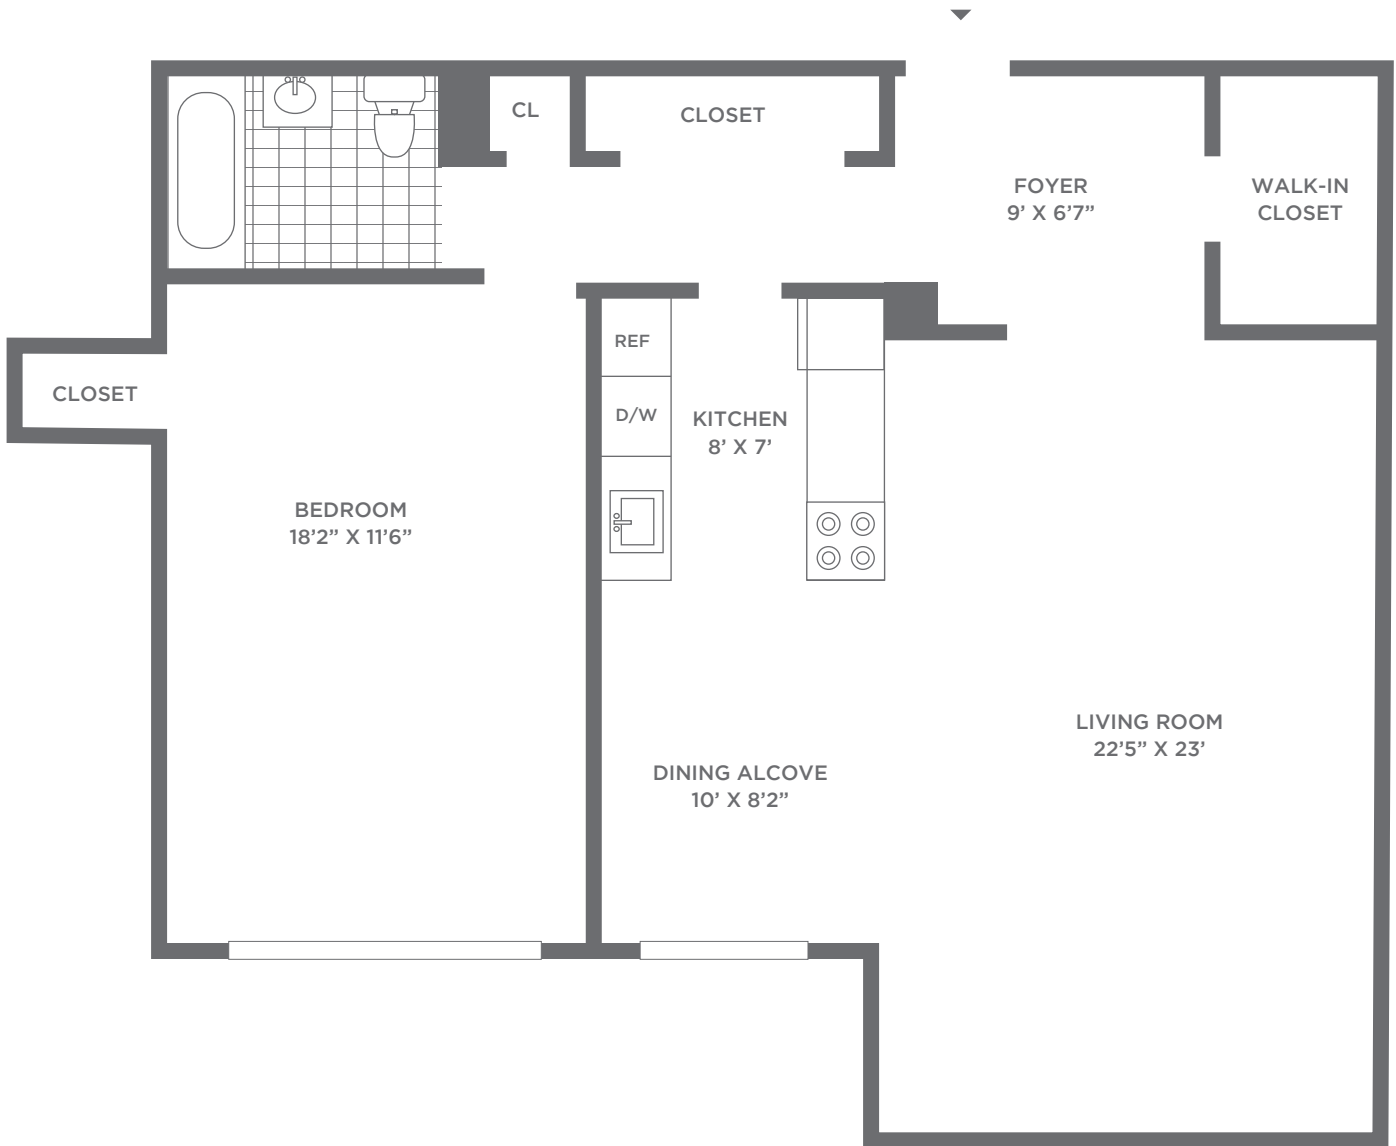 CL
CLOSET
FOYER
9’ X 6’7”
WALK-IN
CLOSET
REF
CLOSET
D/W
KITCHEN
8’ X 7’
BEDROOM
18’2” X 11’6”
LIVING ROOM
22’5” X 23’
DINING ALCOVE
10’ X 8’2”